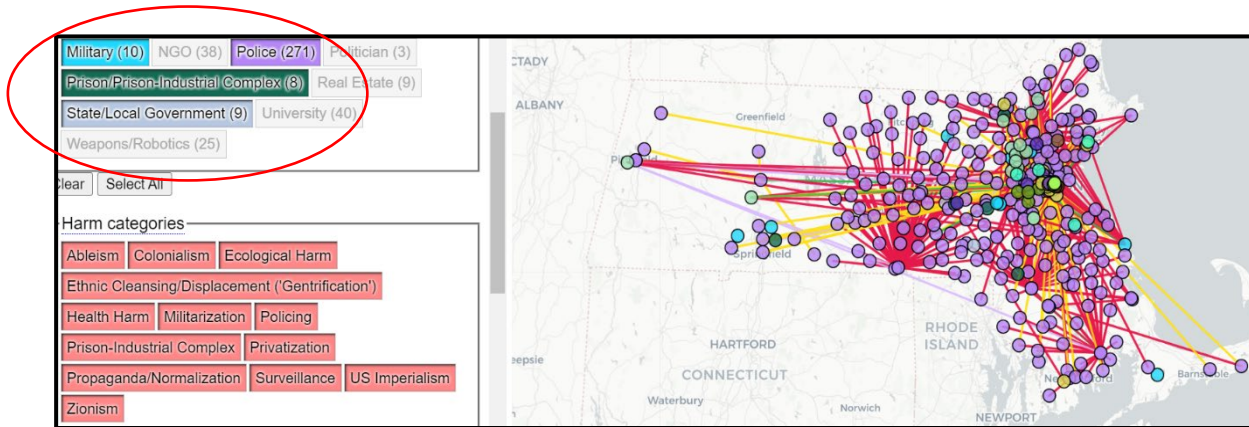 Military (10) NGO (38) Police (271) Politician (3)
Prison/Prison-Industrial Complex (8) Real Estate (9)
State/Local Government (9) University (40)
Weapons/Robotics (25)
Clear Select All
Harm categories
Ableism Colonialism Ecological Harm
Ethnic Cleansing/Displacement ('Gentrification')
Health Harm Militarization Policing
Prison-Industrial Complex Privatization
Propaganda/Normalization Surveillance US Imperialism
Zionism
CTADY
ALBANY
Greenfield
MASSA
HARTFORD
CONNECTICUT
eepsie
Waterbury
Norwich
RHODE
ISLAND
NEWPORT